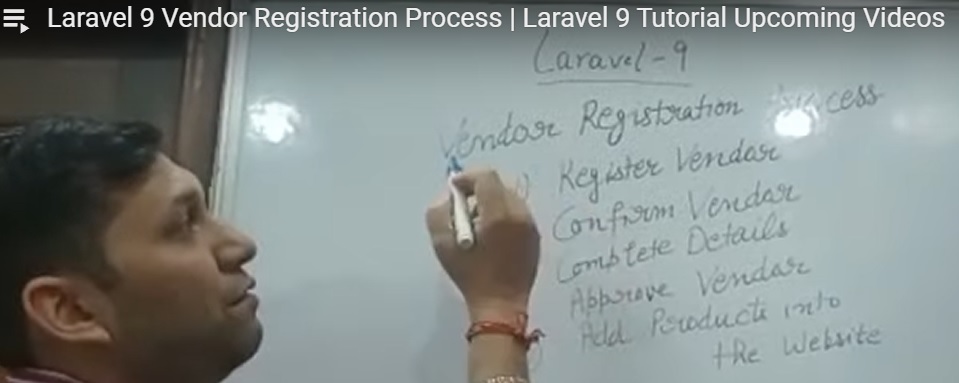 Laravel 9 Vendor Registration Process | Laravel 9 Tutorial Upcoming Videos
Laravel-9
Vendor Registration Process
Register Vendor
Confirm Vendor
Complete Details
Approve Vendor
Add Products into
the Website